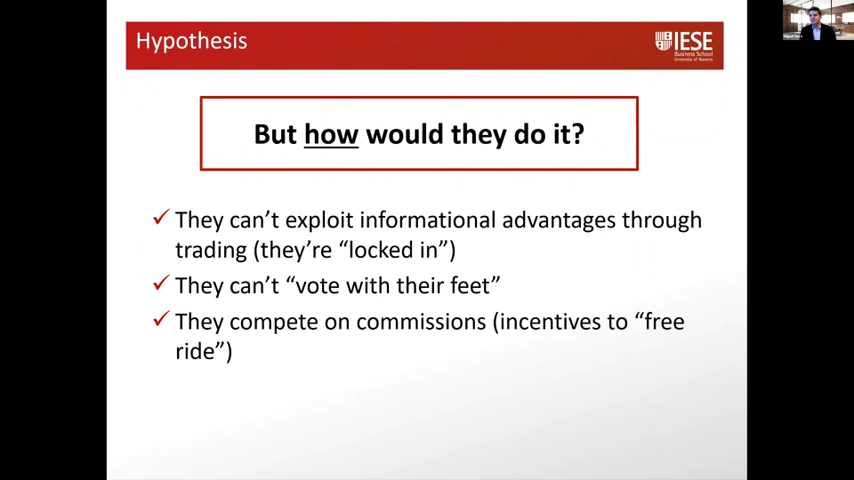 Hypothesis
IESE
Business School
University of Navarra
But how would they do it?
✓ They can't exploit informational advantages through
trading (they're “locked in”)
✓ They can't “vote with their feet”
✓ They compete on commissions (incentives to “free
ride”)